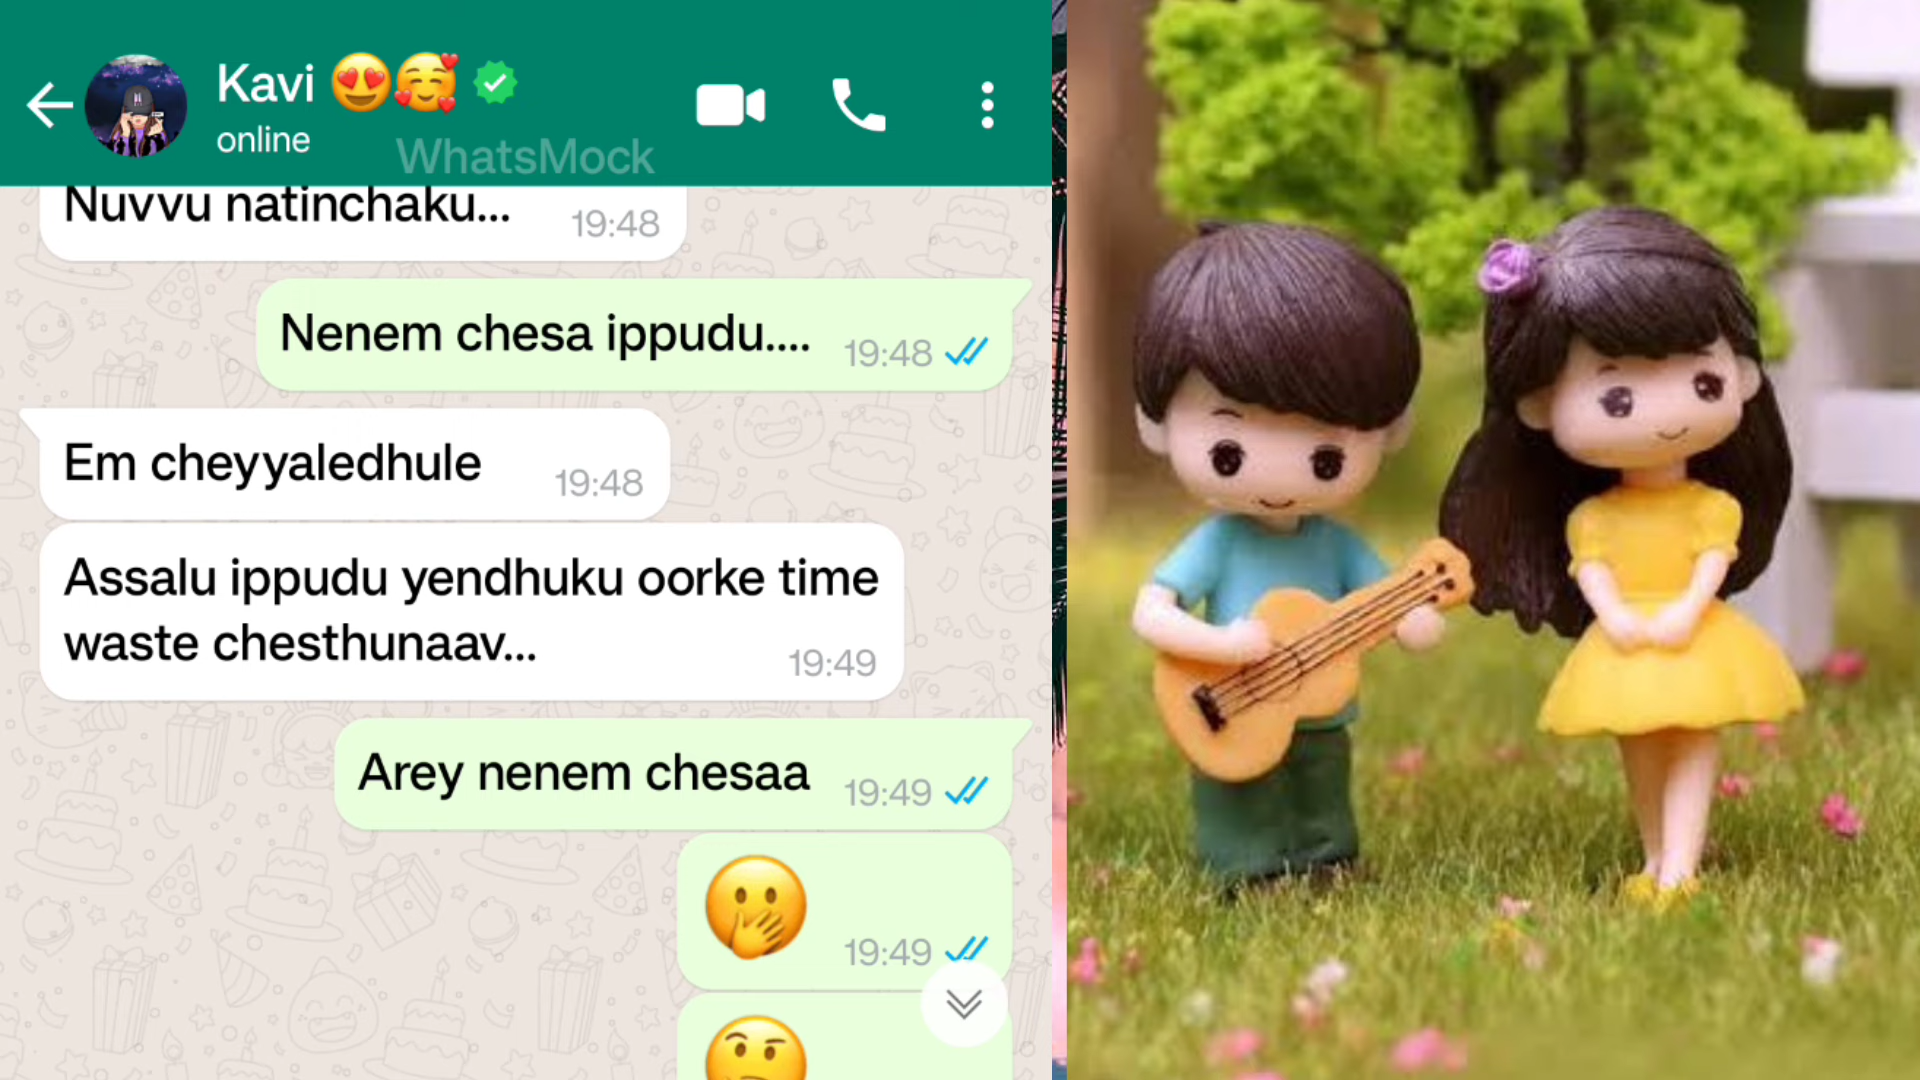 Kavi 😍🥰
online
WhatsMock
Nuvvu natinchaku...
19:48
Nenem chesa ippudu....
19:48
Em cheyyaledhule
19:48
Assalu ippudu yendhuku oorke time
waste chesthunaav...
19:49
Arey nenem chesaa
19:49
🫢
19:49
🤨